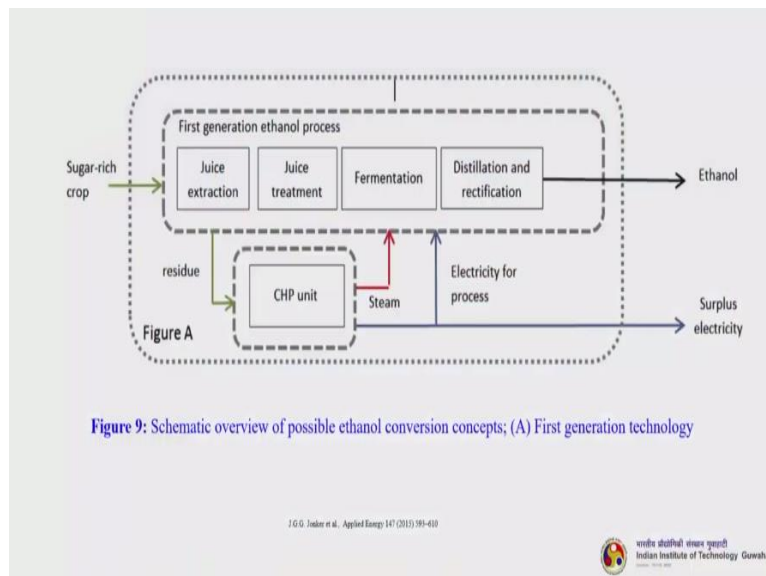 First generation ethanol process
Sugar-rich
crop
Juice
extraction
Juice
treatment
Fermentation
Distillation and
rectification
Ethanol
residue
CHP unit
Steam
Electricity for
process
Surplus
electricity
Figure A
Figure 9: Schematic overview of possible ethanol conversion concepts; (A) First generation technology
J.G.G. Jonker et al., Applied Energy 147 (2015) 593–610
भारतीय प्रौद्योगिकी संस्थान गुवाहाटी
Indian Institute of Technology Guwah